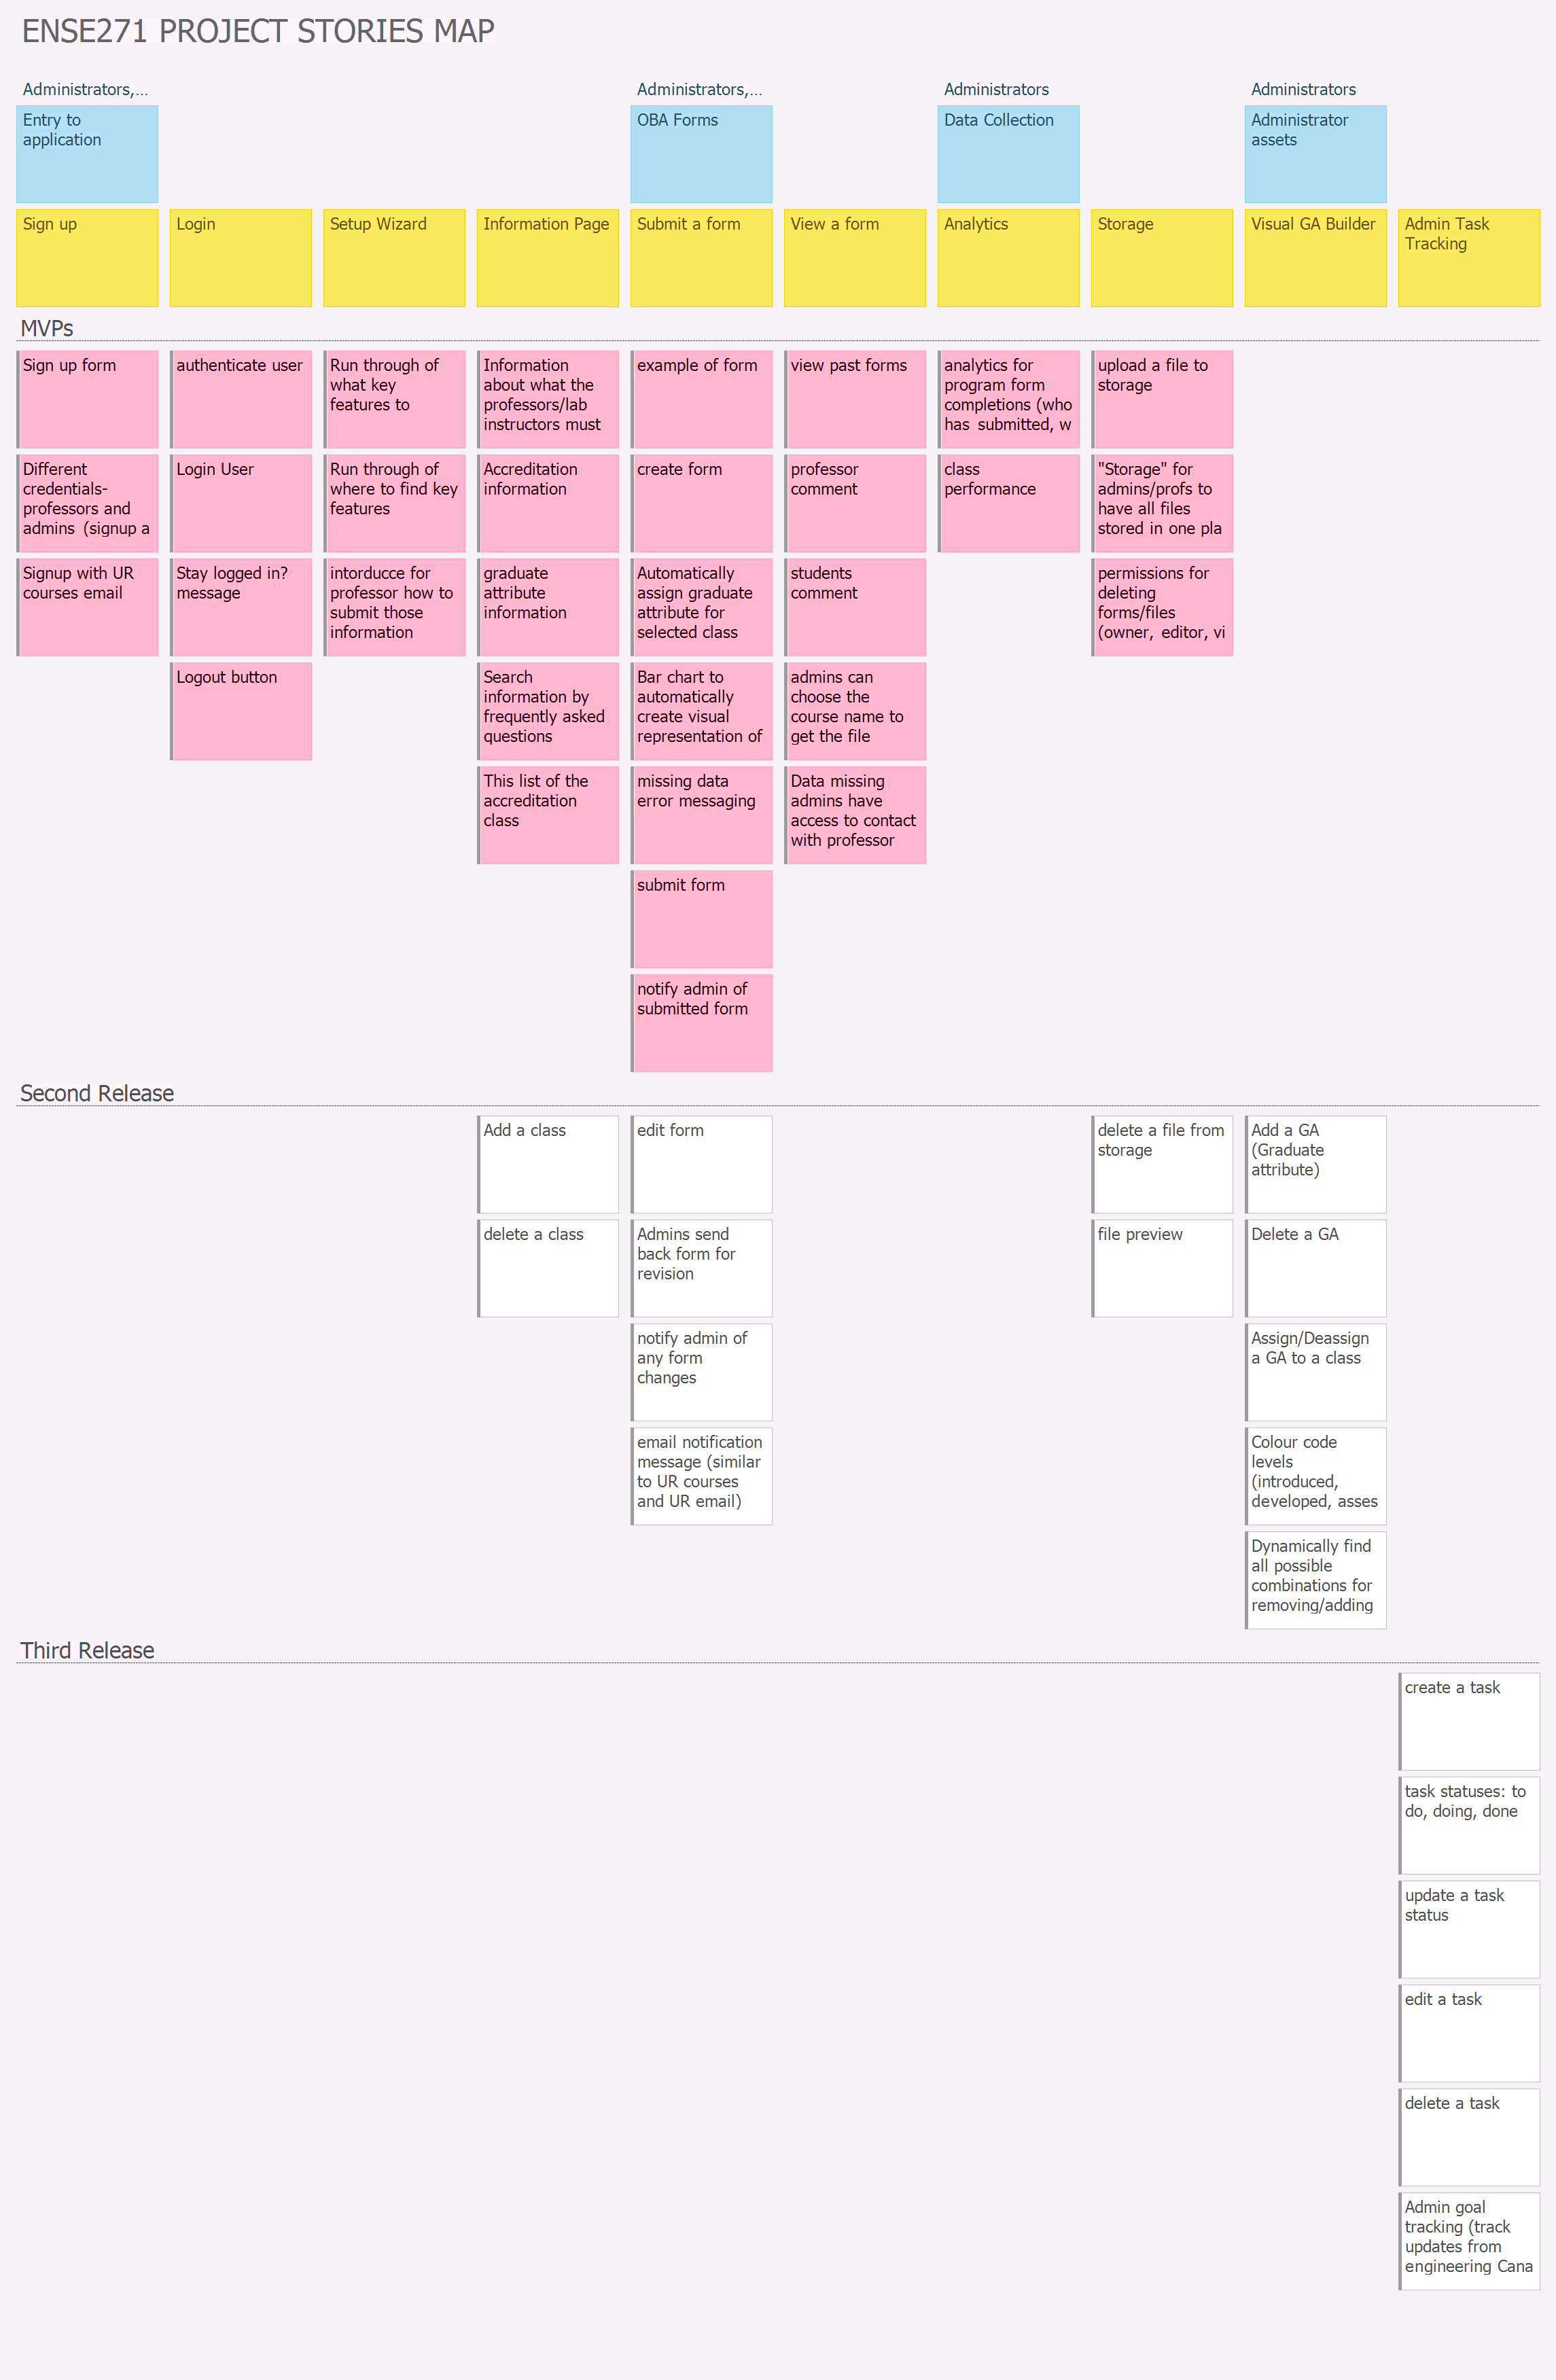 ENSE271 PROJECT STORIES MAP
Administrators,...
Administrators,...
Administrators
Administrators
Entry to
application
OBA Forms
Data Collection
Administrator
assets
Sign up
Login
Setup Wizard
Information Page
Submit a form
View a form
Analytics
Storage
Visual GA Builder
Admin Task
Tracking
MVPs
Sign up form
authenticate user
Run through of
what key
features to
Information
about what the
professors/lab
instructors must
example of form
view past forms
analytics for
program form
completions (who
has submitted, w
upload a file to
storage
Different
credentials-
professors and
admins (signup a
Login User
Run through of
where to find key
features
Accreditation
information
create form
professor
comment
class
performance
"Storage" for
admins/profs to
have all files
stored in one pla
Signup with UR
courses email
Stay logged in?
message
intorducce for
professor how to
submit those
information
graduate
attribute
information
Automatically
assign graduate
attribute for
selected class
students
comment
permissions for
deleting
forms/files
(owner, editor, vi
Logout button
Search
information by
frequently asked
questions
Bar chart to
automatically
create visual
representation of
admins can
choose the
course name to
get the file
This list of the
accreditation
class
missing data
error messaging
Data missing
admins have
access to contact
with professor
submit form
notify admin of
submitted form
Second Release
Add a class
edit form
delete a file from
storage
Add a GA
(Graduate
attribute)
delete a class
Admins send
back form for
revision
file preview
Delete a GA
notify admin of
any form
changes
Assign/Deassign
a GA to a class
email notification
message (similar
to UR courses
and UR email)
Colour code
levels
(introduced,
developed, asses
Dynamically find
all possible
combinations for
removing/adding
Third Release
create a task
task statuses: to
do, doing, done
update a task
status
edit a task
delete a task
Admin goal
tracking (track
updates from
engineering Cana